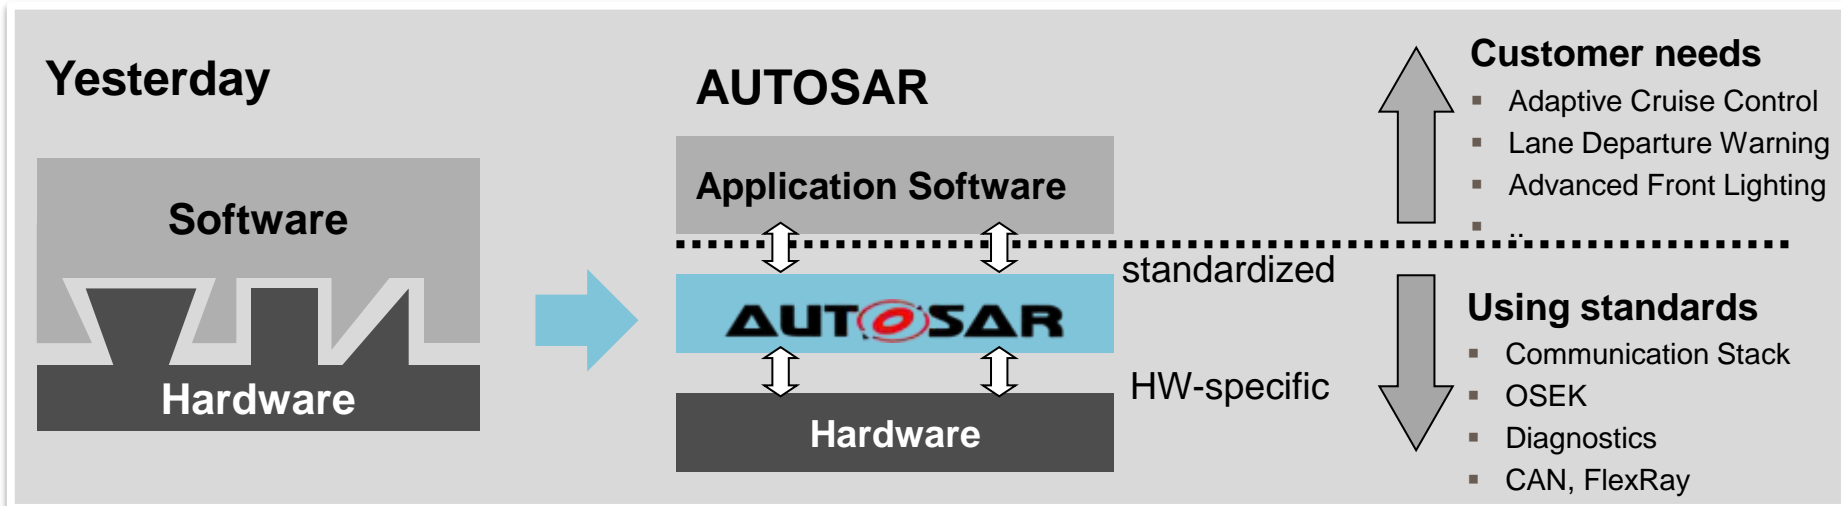 Yesterday
Software
Hardware
AUTOSAR
Application Software
standardized
AUTOSAR
HW-specific
Hardware
Customer needs
Adaptive Cruise Control
Lane Departure Warning
Advanced Front Lighting
..
Using standards
Communication Stack
OSEK
Diagnostics
CAN, FlexRay